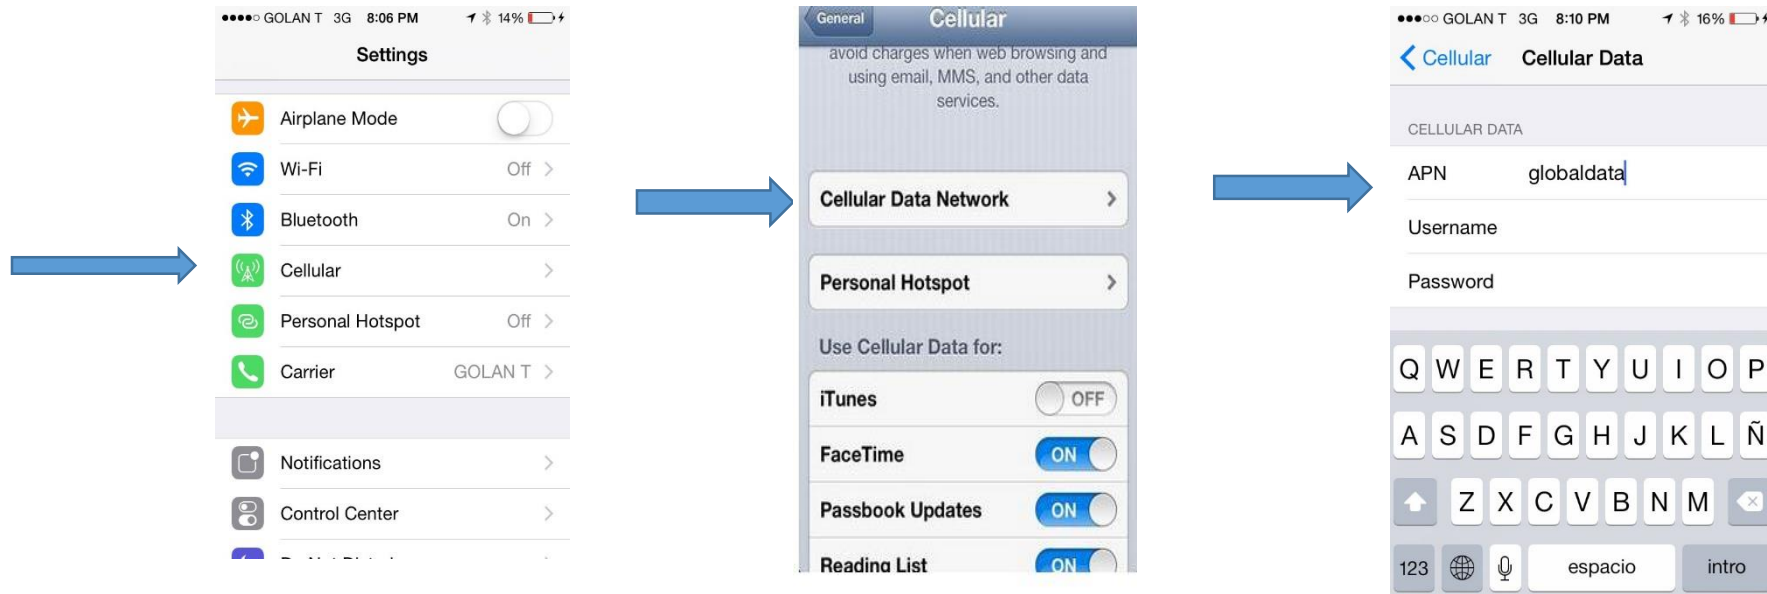 GOLAN T 3G 8:06 PM 14%
Settings
Airplane Mode
Wi-Fi Off
Bluetooth On
Cellular
Personal Hotspot Off
Carrier GOLAN T
Notifications
Control Center
General Cellular
avoid charges when web browsing and
using email, MMS, and other data
services.
Cellular Data Network
Personal Hotspot
Use Cellular Data for:
iTunes OFF
FaceTime ON
Passbook Updates ON
Reading List ON
GOLAN T 3G 8:10 PM 16%
Cellular Cellular Data
CELLULAR DATA
APN globaldata
Username
Password
Q W E R T Y U I O P
A S D F G H J K L Ñ
Z X C V B N M
123 espacio intro